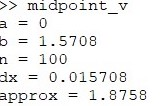 >> midpoint_v
a = 0
b = 1.5708
n = 100
dx = 0.015708
approx = 1.8758